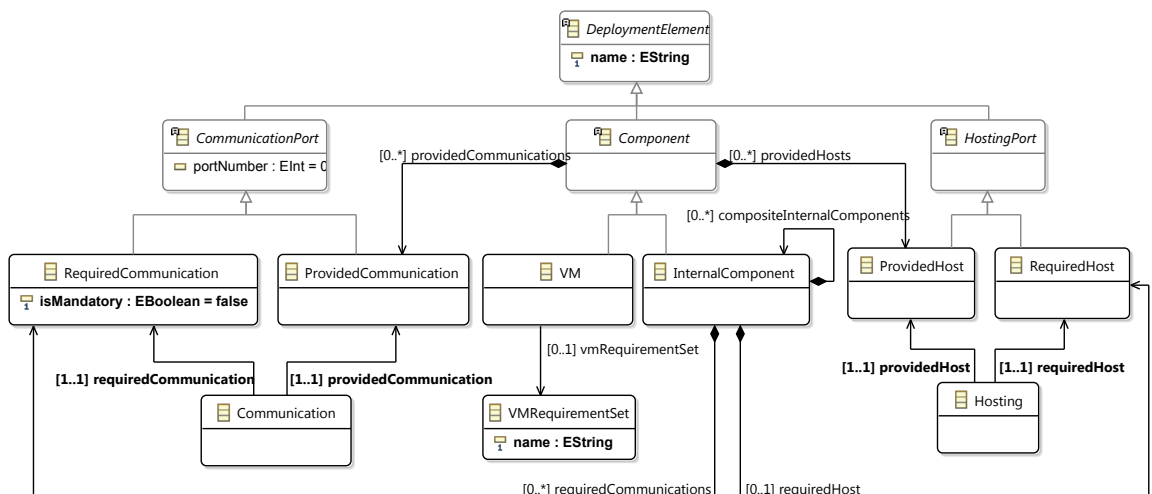 DeploymentElement
name : EString
CommunicationPort
portNumber : EInt = 0
Component
HostingPort
[0..*] providedCommunications
[0..*] providedHosts
[0..*] compositeInternalComponents
RequiredCommunication
isMandatory : EBoolean = false
ProvidedCommunication
VM
InternalComponent
ProvidedHost
RequiredHost
[0..1] vmRequirementSet
[1..1] requiredCommunication
[1..1] providedCommunication
[1..1] providedHost
[1..1] requiredHost
Communication
VMRequirementSet
name : EString
Hosting
[0..*] requiredCommunications
[0..1] requiredHost